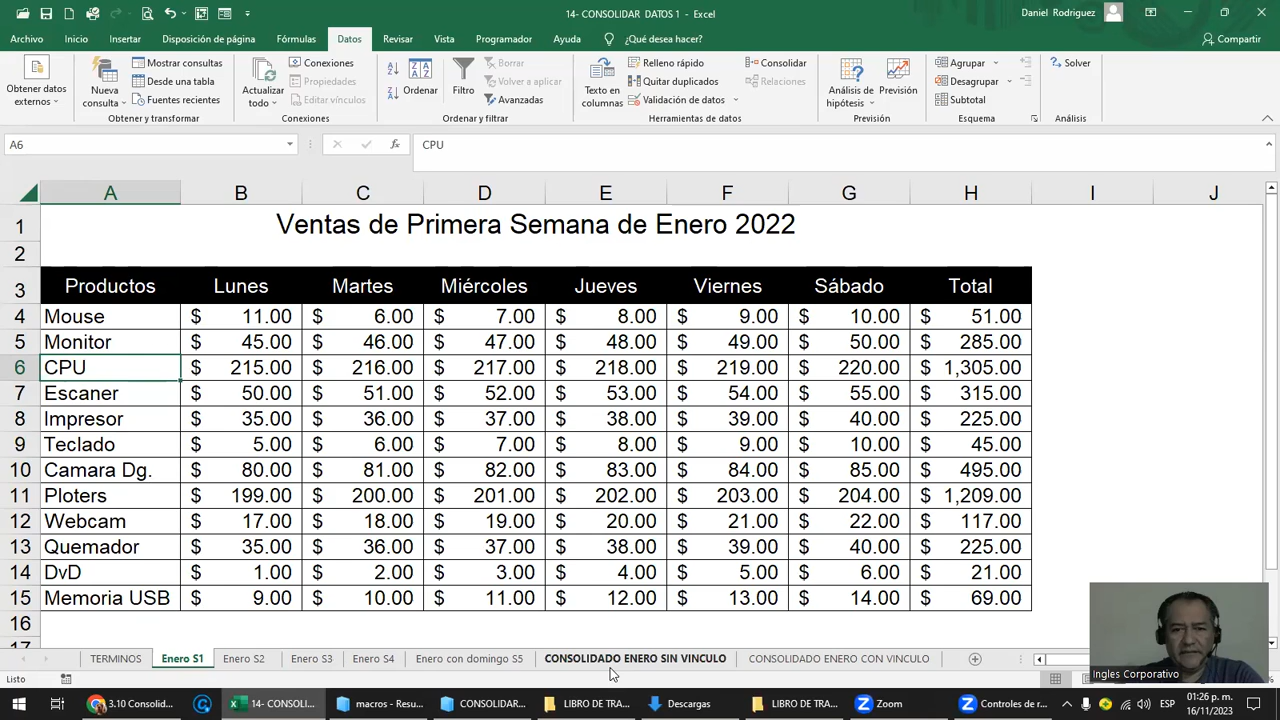 14- CONSOLIDAR DATOS 1 - Excel
Daniel Rodriguez
Archivo Inicio Insertar Disposición de página Fórmulas Datos Revisar Vista Programador Ayuda ¿Qué desea hacer? Compartir
Obtener datos externos
Nueva consulta
Mostrar consultas
Desde una tabla
Fuentes recientes
Obtener y transformar
Actualizar todo
Conexiones
Propiedades
Editar vínculos
Conexiones
Ordenar
Filtro
Borrar
Volver a aplicar
Avanzadas
Ordenar y filtrar
Texto en columnas
Relleno rápido
Quitar duplicados
Validación de datos
Consolidar
Relaciones
Herramientas de datos
Análisis de hipótesis
Previsión
Previsión
Agrupar
Desagrupar
Subtotal
Esquema
Solver
Análisis
A6 fx CPU
A B C D E F G H I J
1 Ventas de Primera Semana de Enero 2022
2
3 Productos Lunes Martes Miércoles Jueves Viernes Sábado Total
4 Mouse $ 11.00 $ 6.00 $ 7.00 $ 8.00 $ 9.00 $ 10.00 $ 51.00
5 Monitor $ 45.00 $ 46.00 $ 47.00 $ 48.00 $ 49.00 $ 50.00 $ 285.00
6 CPU $ 215.00 $ 216.00 $ 217.00 $ 218.00 $ 219.00 $ 220.00 $ 1,305.00
7 Escaner $ 50.00 $ 51.00 $ 52.00 $ 53.00 $ 54.00 $ 55.00 $ 315.00
8 Impresor $ 35.00 $ 36.00 $ 37.00 $ 38.00 $ 39.00 $ 40.00 $ 225.00
9 Teclado $ 5.00 $ 6.00 $ 7.00 $ 8.00 $ 9.00 $ 10.00 $ 45.00
10 Camara Dg. $ 80.00 $ 81.00 $ 82.00 $ 83.00 $ 84.00 $ 85.00 $ 495.00
11 Ploters $ 199.00 $ 200.00 $ 201.00 $ 202.00 $ 203.00 $ 204.00 $ 1,209.00
12 Webcam $ 17.00 $ 18.00 $ 19.00 $ 20.00 $ 21.00 $ 22.00 $ 117.00
13 Quemador $ 35.00 $ 36.00 $ 37.00 $ 38.00 $ 39.00 $ 40.00 $ 225.00
14 DvD $ 1.00 $ 2.00 $ 3.00 $ 4.00 $ 5.00 $ 6.00 $ 21.00
15 Memoria USB $ 9.00 $ 10.00 $ 11.00 $ 12.00 $ 13.00 $ 14.00 $ 69.00
16
17
TERMINOS Enero S1 Enero S2 Enero S3 Enero S4 Enero con domingo S5 CONSOLIDADO ENERO SIN VINCULO CONSOLIDADO ENERO CON VINCULO
Listo
Ingles Corporativo
3.10 Consolid... 14- CONSOLI... macros - Resu... CONSOLIDAR... LIBRO DE TRA... Descargas LIBRO DE TRA... Zoom Controles de r... ESP 01:26 p. m.
16/11/2023